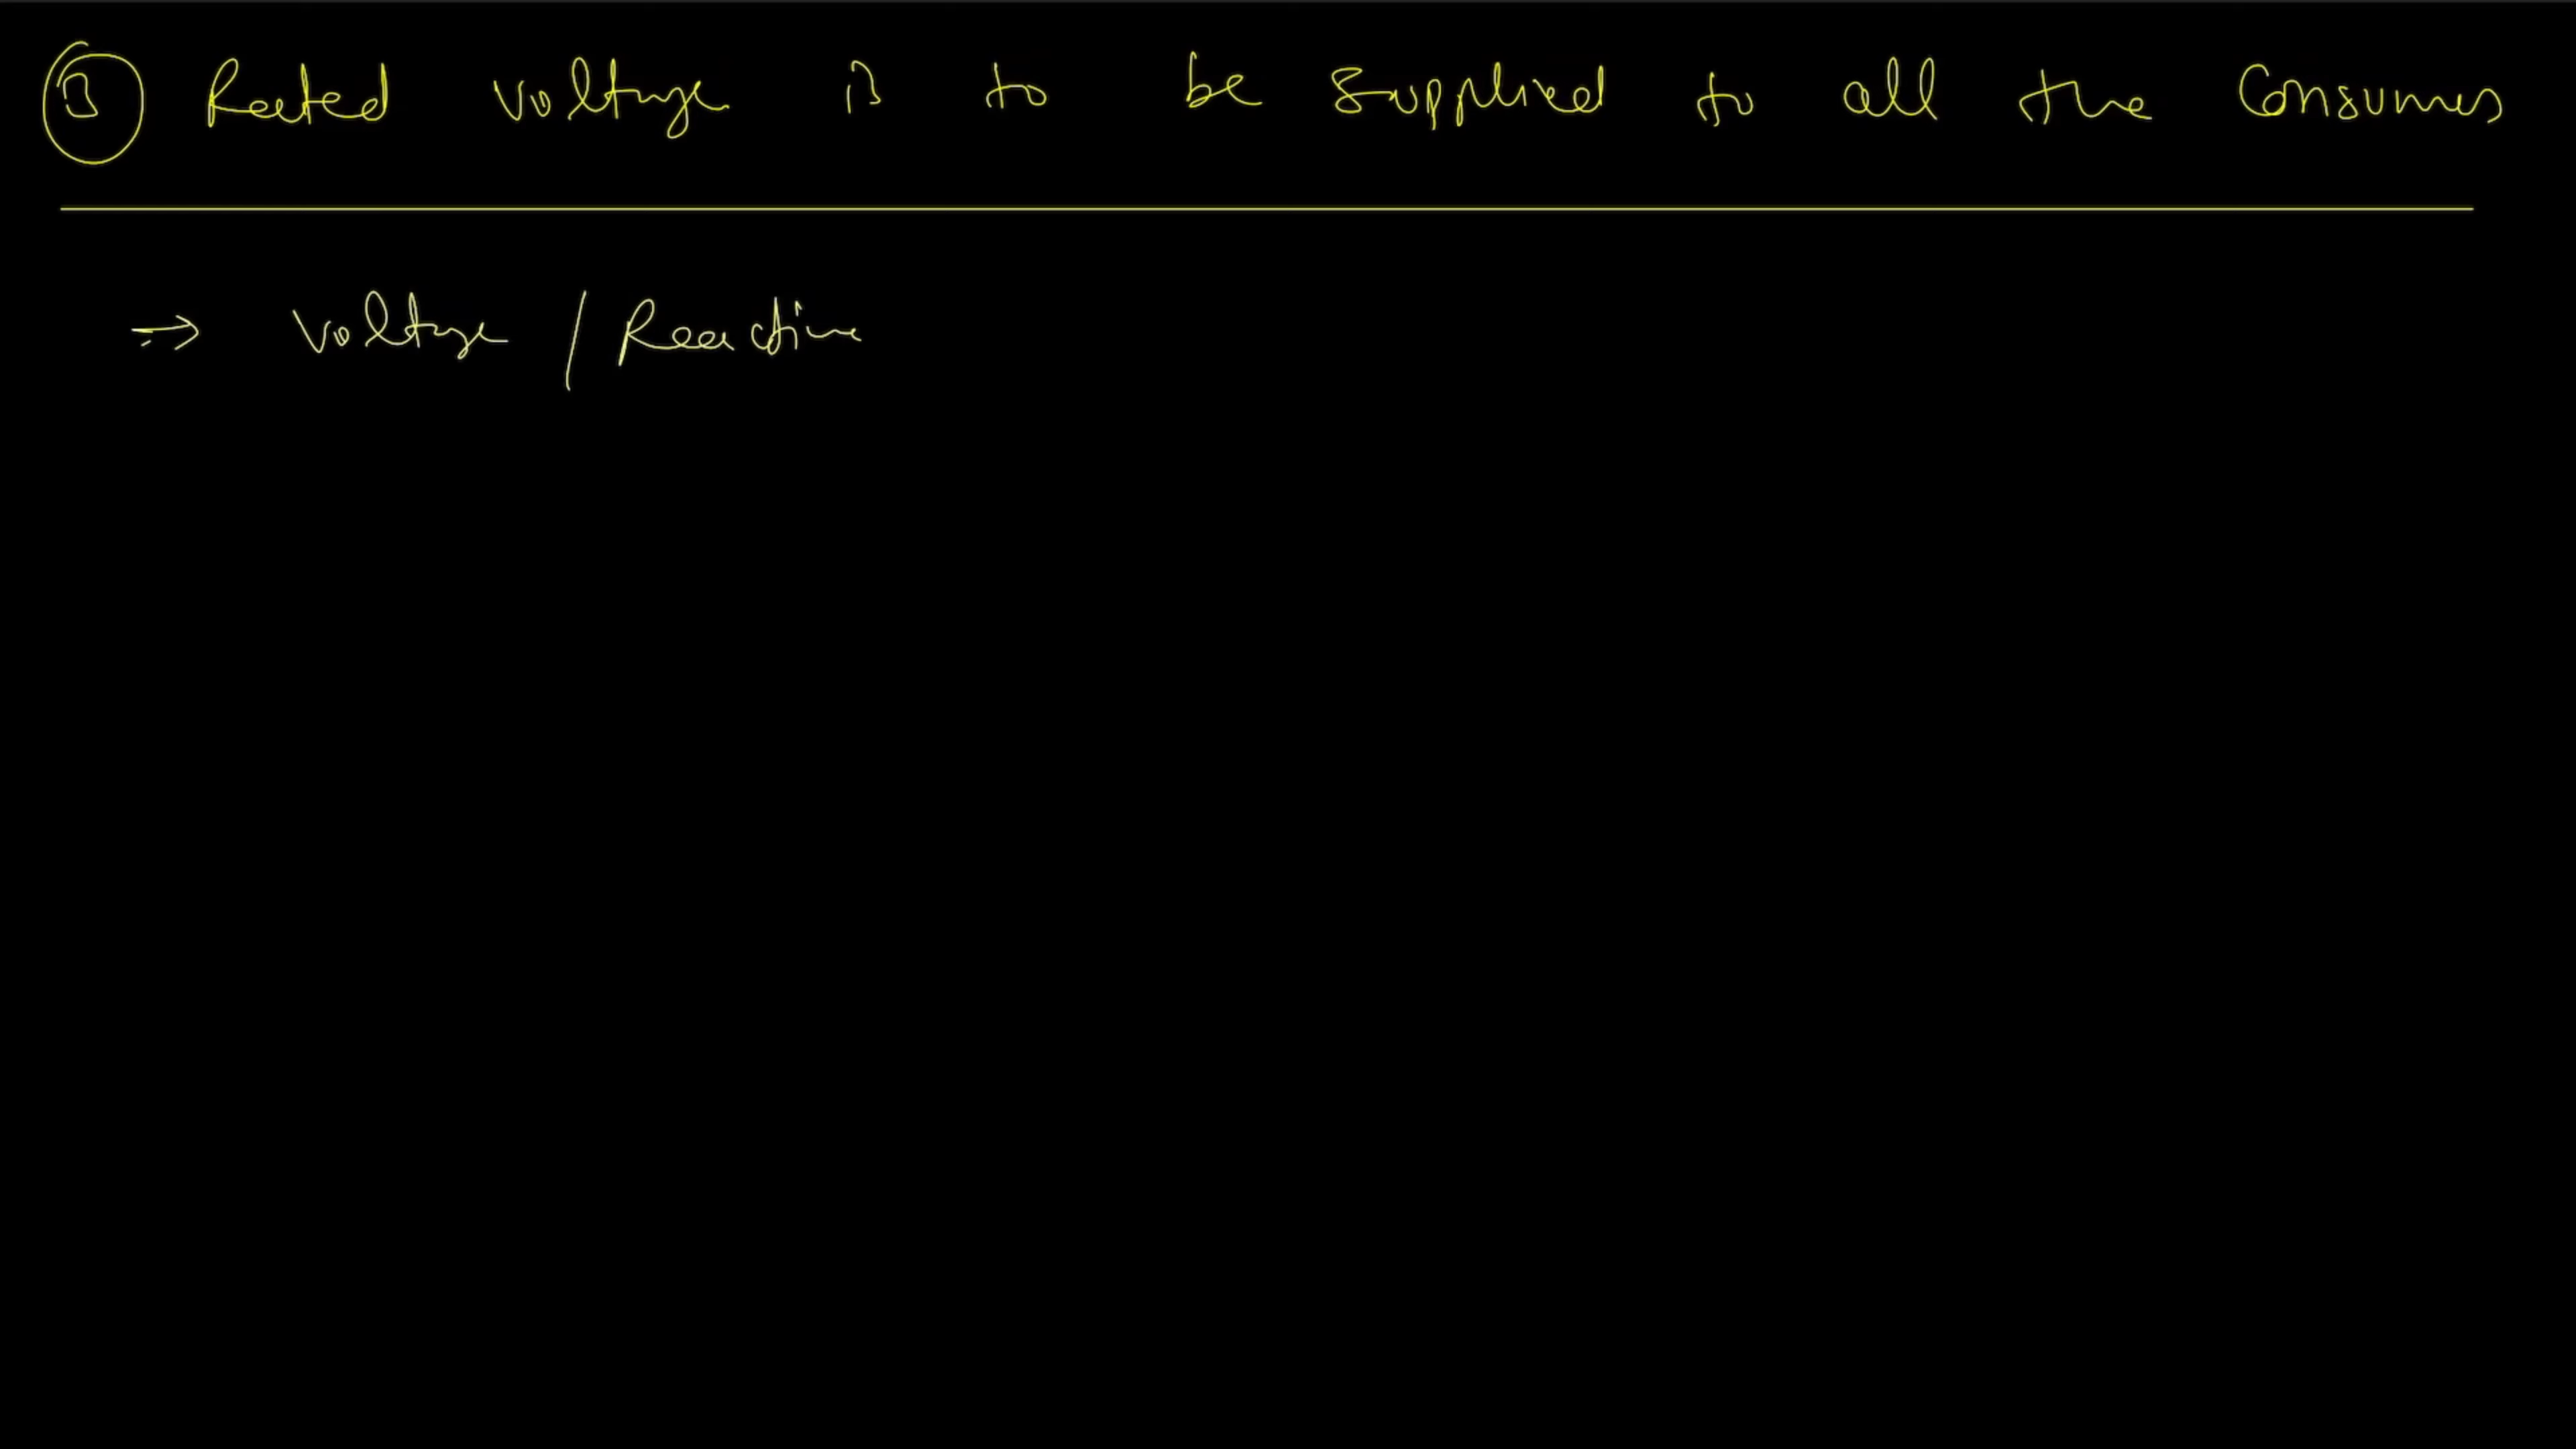 ③ Rated voltage is to be supplied to all the Consumers
⇒ Voltage / Reactive